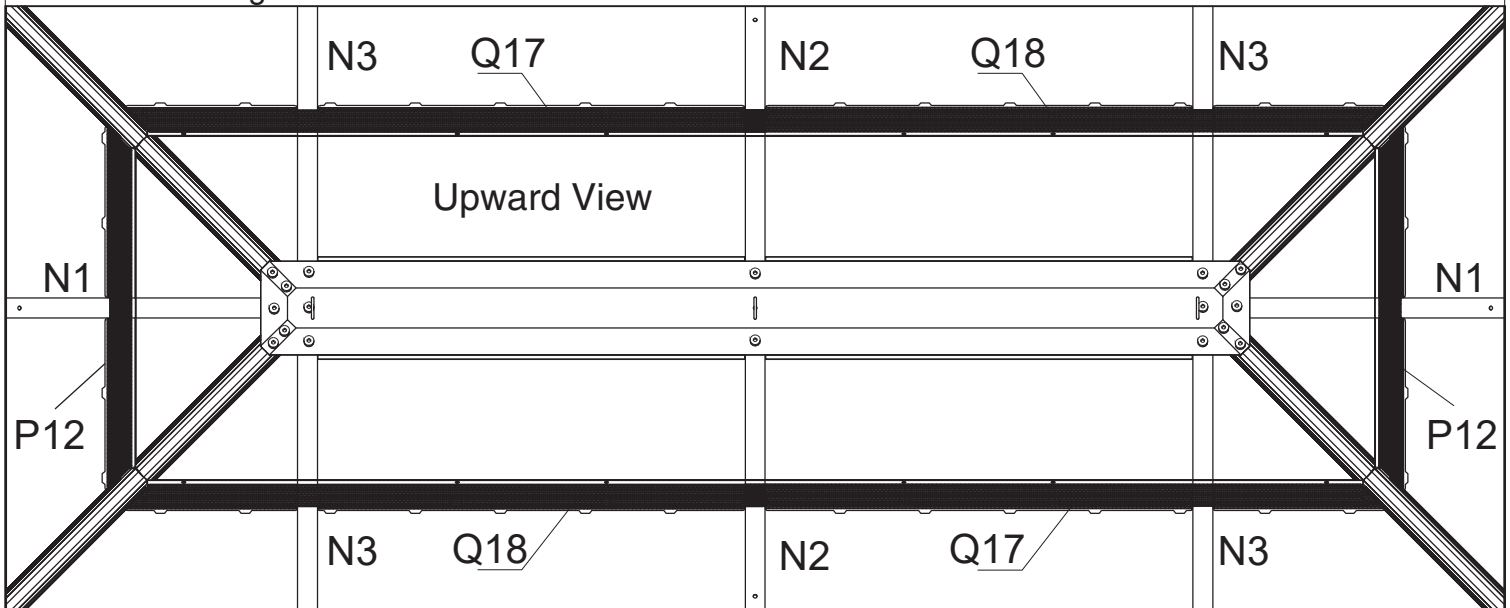 N3 Q17 N2 Q18 N3
Upward View
N1 N1
P12 P12
N3 Q18 N2 Q17 N3